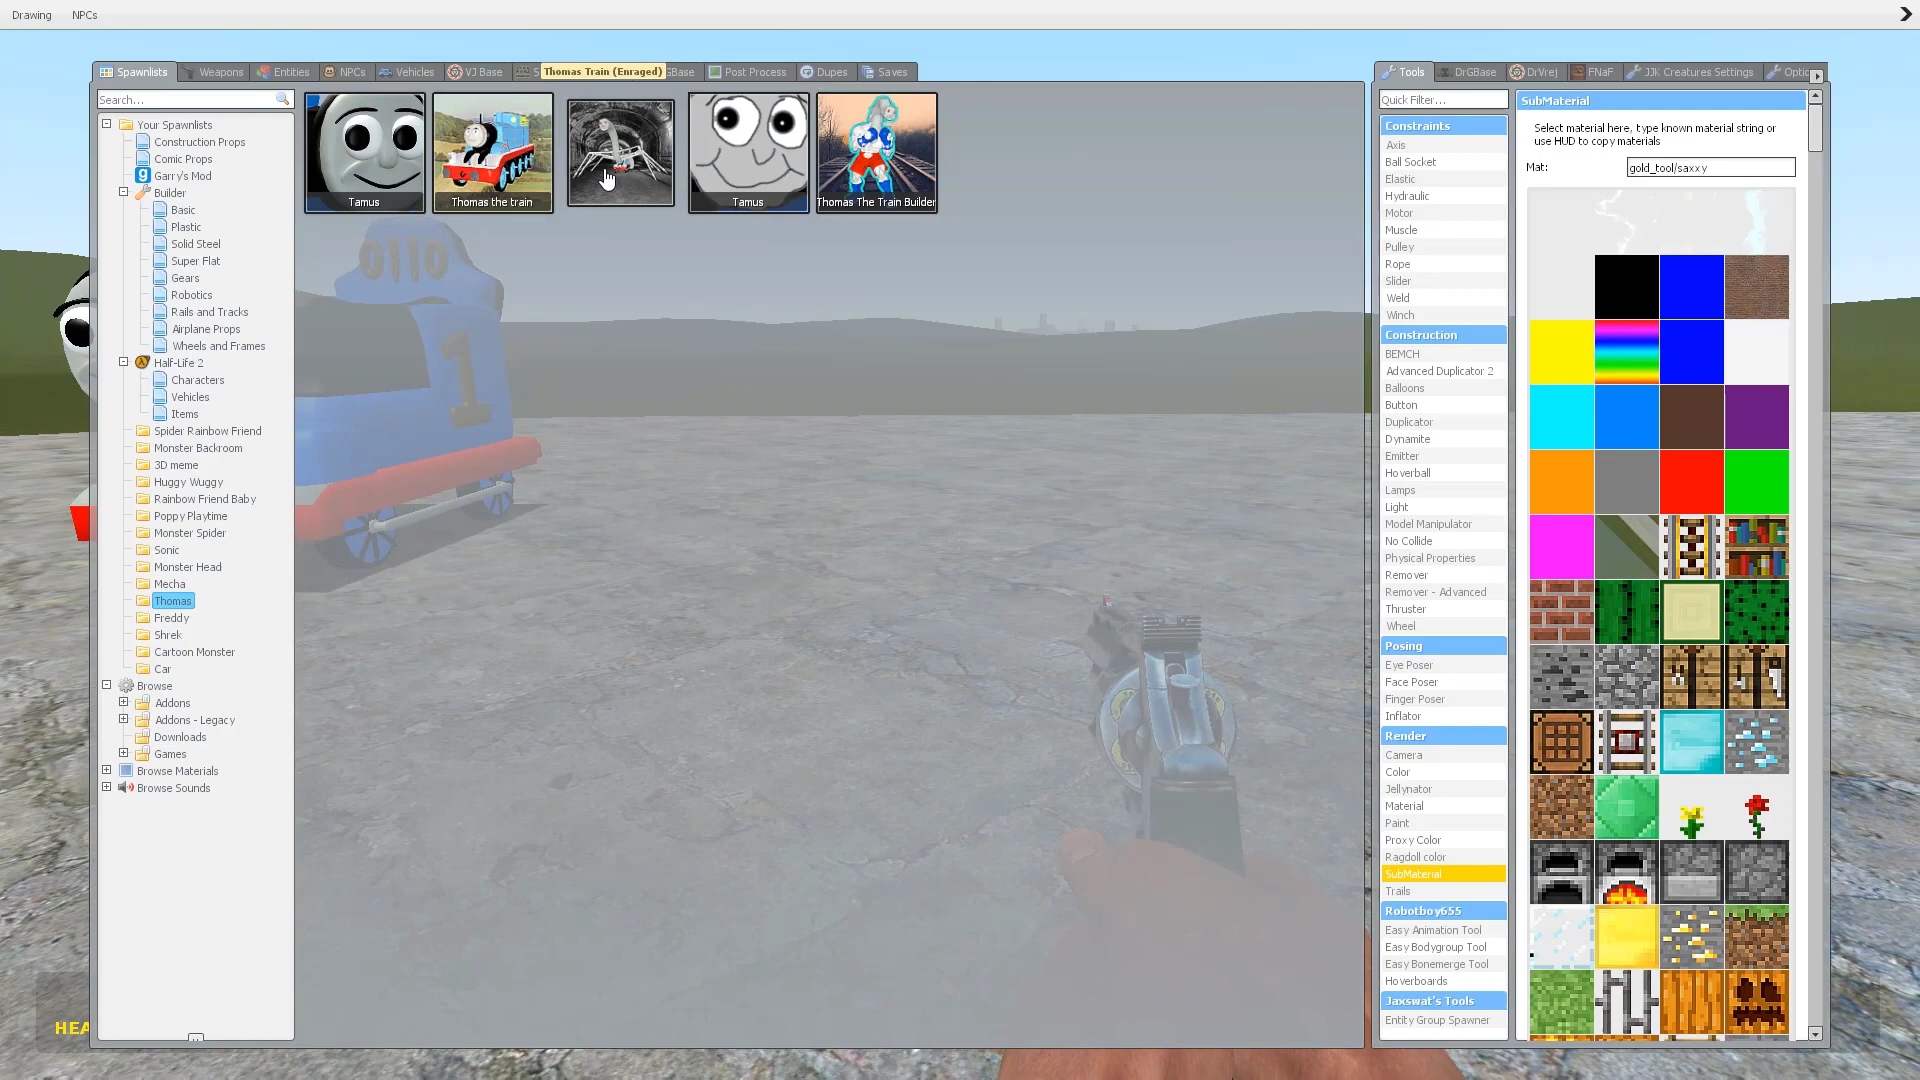 Drawing NPCs
Spawnlists Weapons Entities NPCs Vehicles VJ Base S Thomas Train (Enraged) GBase Post Process Dupes Saves
Tools DrGBase DrVrej FNaF JJK Creatures Settings Optic
Search...
Your Spawnlists
Construction Props
Comic Props
Garry's Mod
Builder
Basic
Plastic
Solid Steel
Super Flat
Gears
Robotics
Rails and Tracks
Airplane Props
Wheels and Frames
Half-Life 2
Characters
Vehicles
Items
Spider Rainbow Friend
Monster Backroom
3D meme
Huggy Wuggy
Rainbow Friend Baby
Poppy Playtime
Monster Spider
Sonic
Monster Head
Mecha
Thomas
Freddy
Shrek
Cartoon Monster
Car
Browse
Addons
Addons - Legacy
Downloads
Games
Browse Materials
Browse Sounds
Tamus
Thomas the train
Tamus
Thomas The Train Builder
0110
1
HEA
Quick Filter...
Constraints
Axis
Ball Socket
Elastic
Hydraulic
Motor
Muscle
Pulley
Rope
Slider
Weld
Winch
Construction
BEMCH
Advanced Duplicator 2
Balloons
Button
Duplicator
Dynamite
Emitter
Hoverball
Lamps
Light
Model Manipulator
No Collide
Physical Properties
Remover
Remover - Advanced
Thruster
Wheel
Posing
Eye Poser
Face Poser
Finger Poser
Inflator
Render
Camera
Color
Jellynator
Material
Paint
Proxy Color
Ragdoll color
SubMaterial
Trails
Robotboy655
Easy Animation Tool
Easy Bodygroup Tool
Easy Bonemerge Tool
Hoverboards
Jaxswat's Tools
Entity Group Spawner
SubMaterial
Select material here, type known material string or
use HUD to copy materials
Mat: gold_tool/saxxy